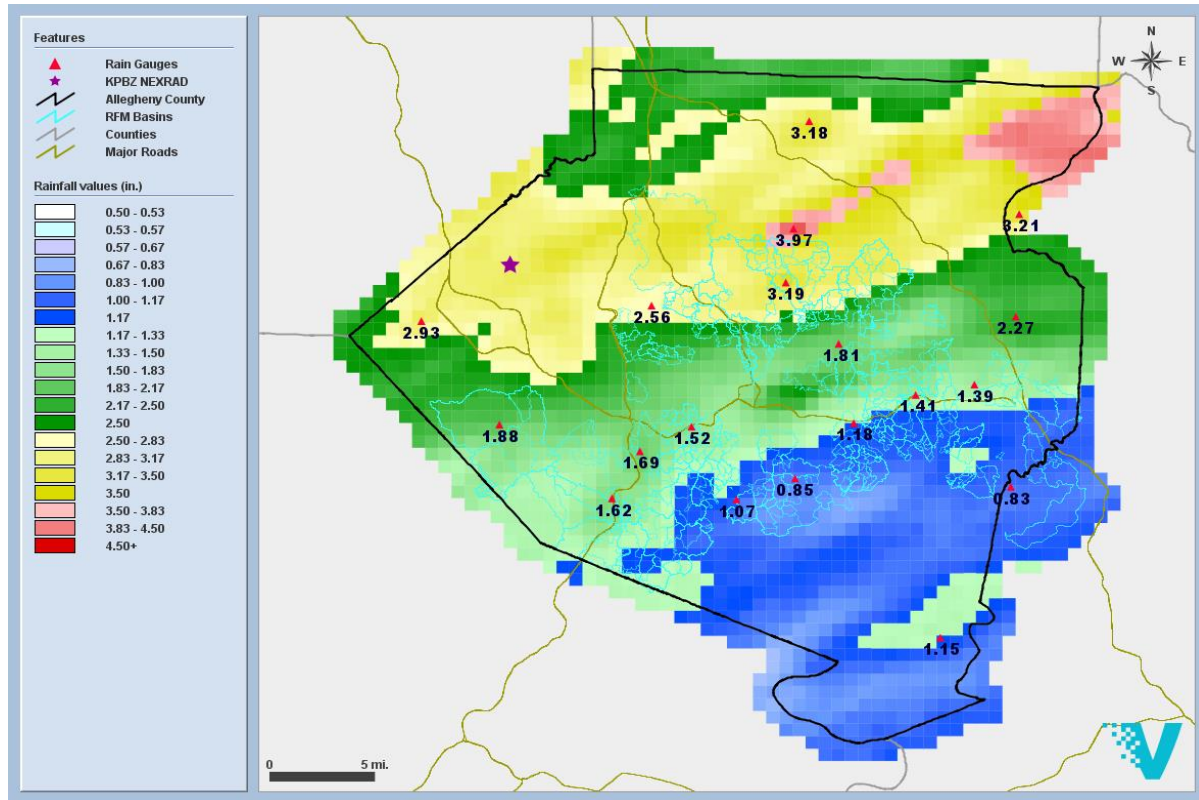 Features
Rain Gauges
KPBZ NEXRAD
Allegheny County
RFM Basins
Counties
Major Roads
Rainfall values (in.)
0.50 - 0.53
0.53 - 0.57
0.57 - 0.67
0.67 - 0.83
0.83 - 1.00
1.00 - 1.17
1.17
1.17 - 1.33
1.33 - 1.50
1.50 - 1.83
1.83 - 2.17
2.17 - 2.50
2.50
2.50 - 2.83
2.83 - 3.17
3.17 - 3.50
3.50
3.50 - 3.83
3.83 - 4.50
4.50+
N
W E
S
3.18
3.21
3.97
3.19
2.56
2.93
2.27
1.81
1.39
1.41
1.18
1.52
1.88
1.69
0.85
0.83
1.07
1.62
1.15
0 5 mi.
V